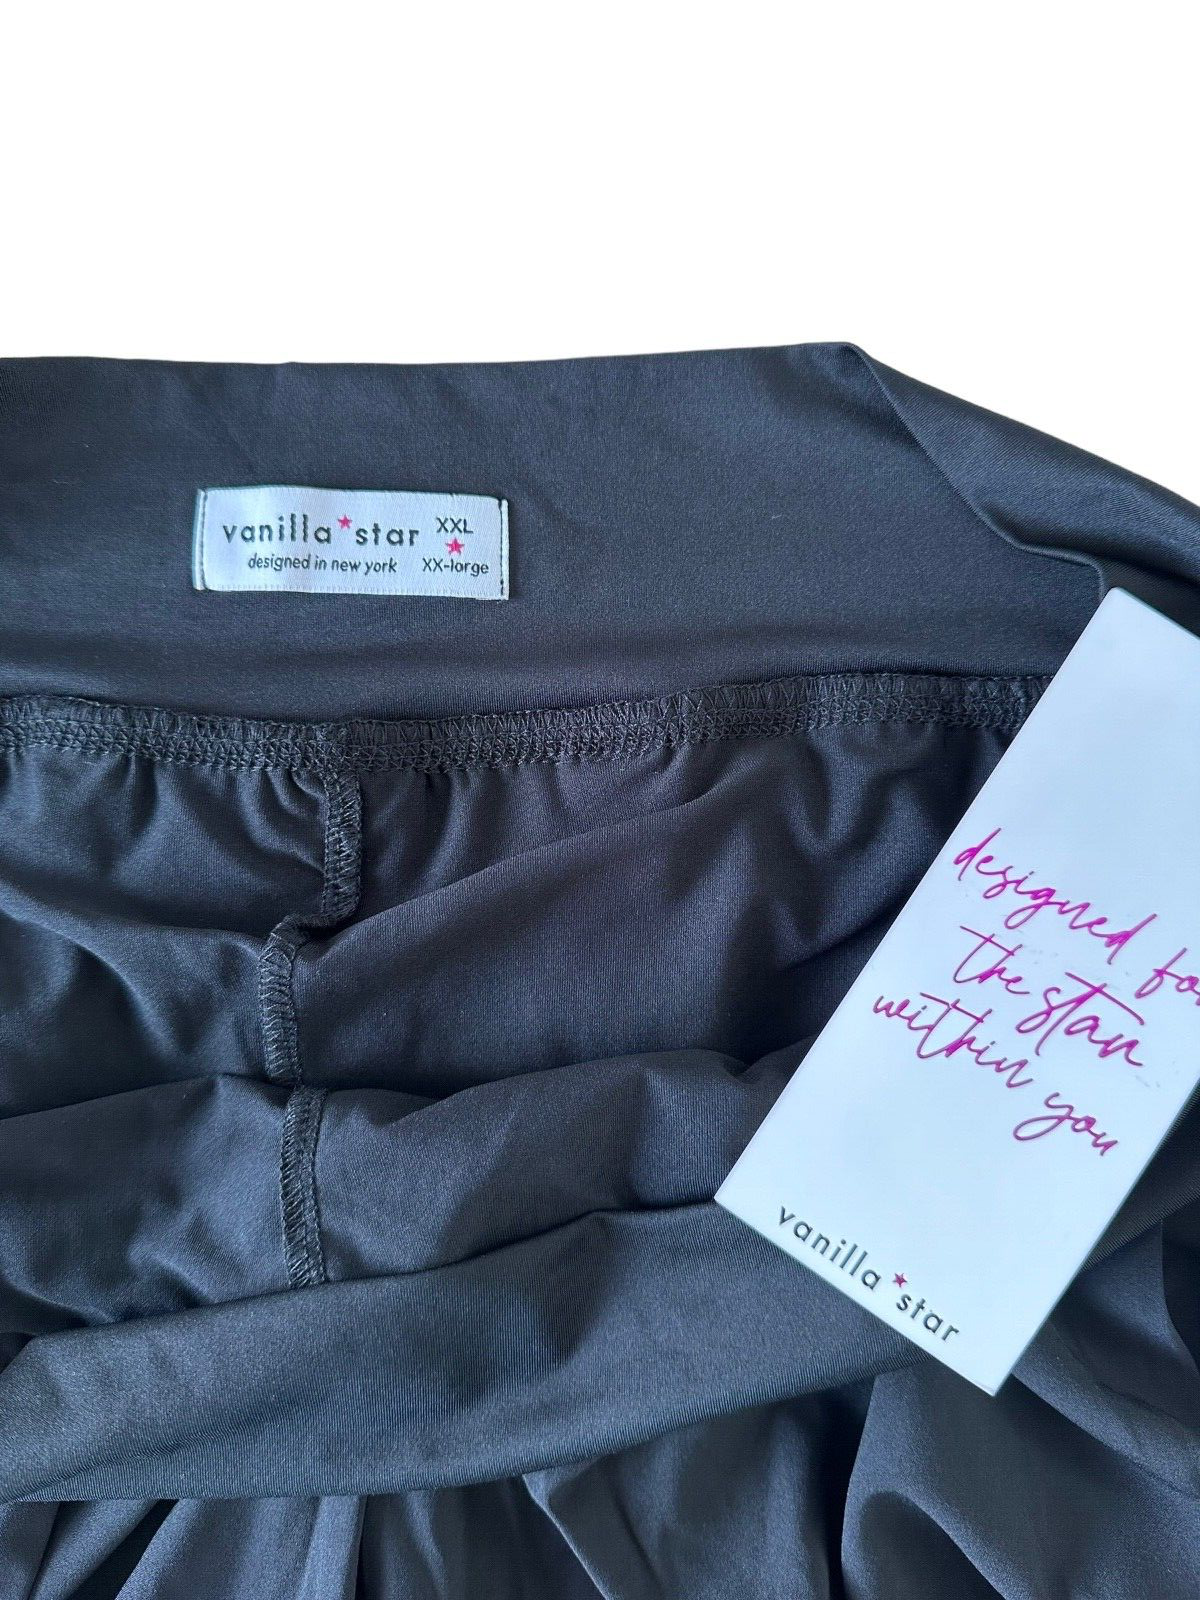 vanilla★star XXL
★
designed in new york XX-large
designed for
the star
within you
vanilla★star